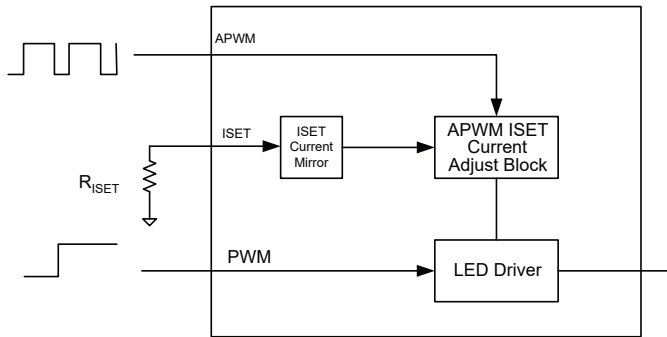 APWM
ISET
ISET
Current
Mirror
APWM ISET
Current
Adjust Block
RISET
PWM
LED Driver